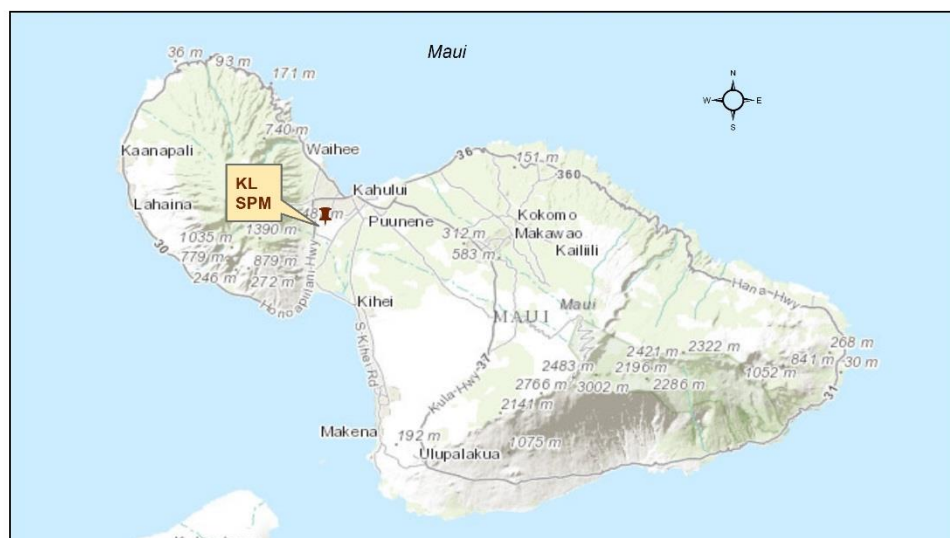 Maui
N
W E
S
36 m
93 m
171 m
740 m
Waihee
Kaanapali
36
151 m
360
KL
SPM
Kahului
Lahaina
Puunene
Kokomo
312 m
Makawao
1390 m
1035 m
583 m
Kailiili
30
779 m
879 m
246 m
272 m
Honoapiilani Hwy
Kihei
Maui
MAUI
Hana-Hwy
S-Kihei Rd
37
Kula-Hwy
268 m
2421 m
2322 m
841 m
30 m
2483 m
2196 m
1052 m
2766 m
3002 m
2286 m
31
2141 m
Makena
192 m
1075 m
Ulupalakua